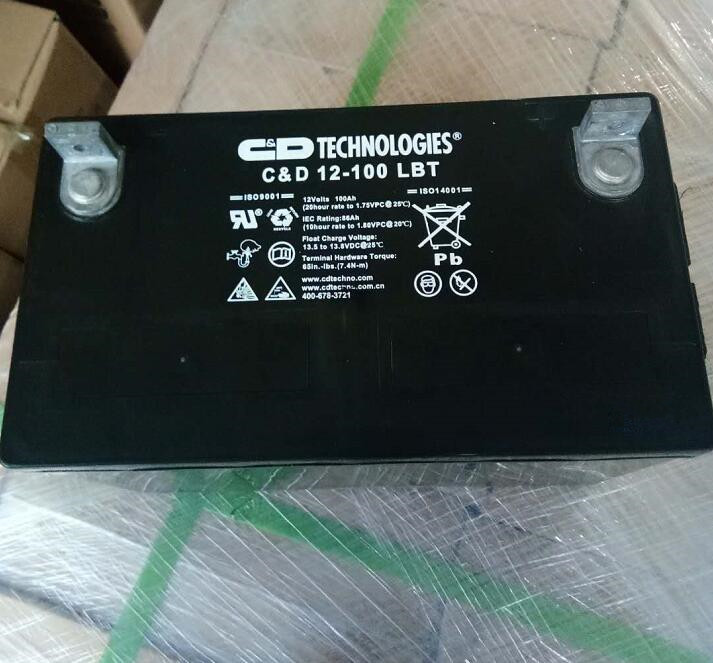 C&D TECHNOLOGIES®
C&D 12-100 LBT
ISO9001
ISO14001
12Volts 100Ah
(20hour rate to 1.75VPC@25℃)
IEC Rating:86Ah
(10hour rate to 1.80VPC@20℃)
RU®
RECYCLE
Float Charge Voltage:
13.5 to 13.8VDC@25℃
Terminal Hardware Torque:
65in.-lbs.(7.4N-m)
Pb
www.cdtechno.com
www.cdtechno.com.cn
400-678-3721